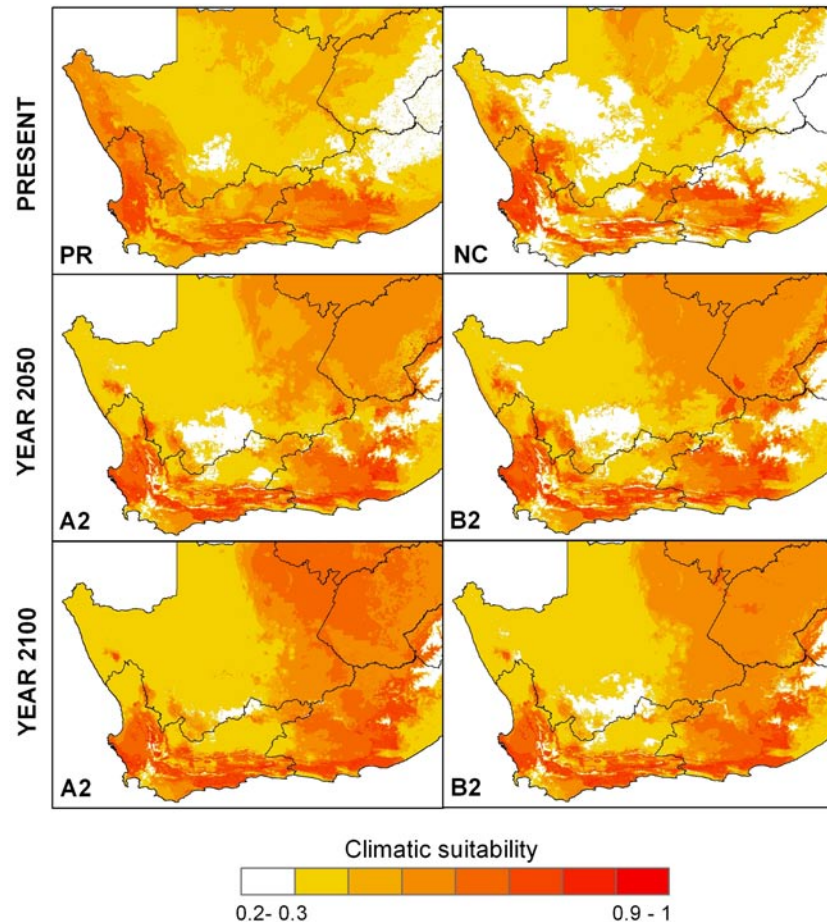 PRESENT
PR
NC
YEAR 2050
A2
B2
YEAR 2100
A2
B2
Climatic suitability
0.2- 0.3
0.9 - 1